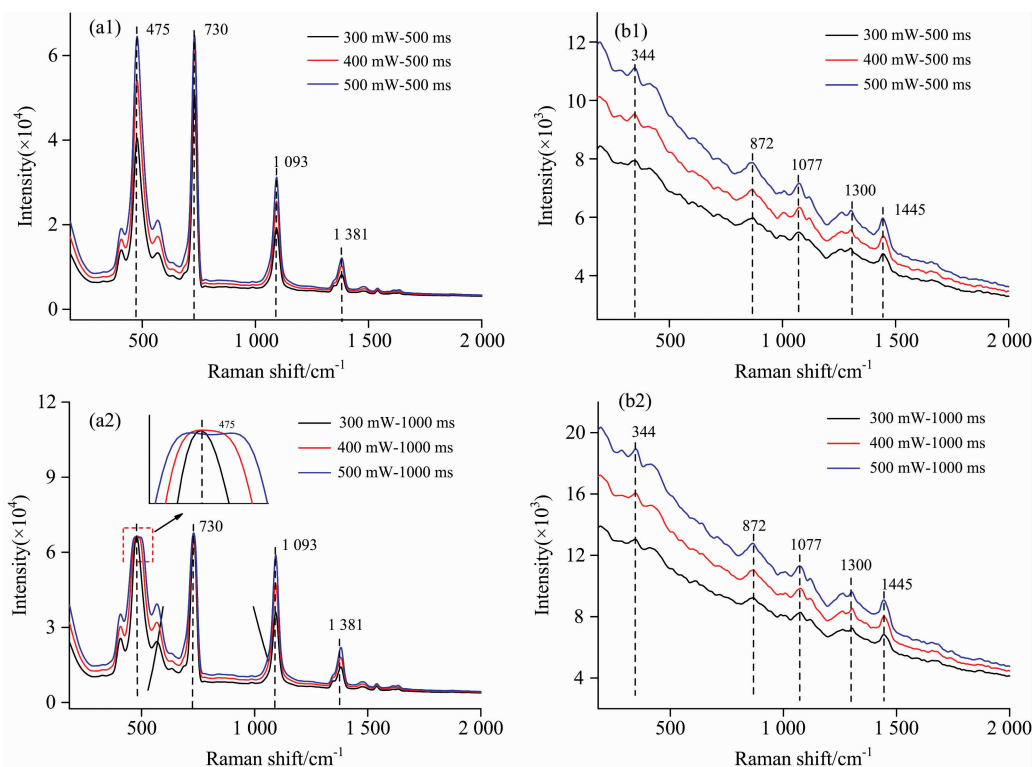 (a1)
475
730
1 093
1 381
300 mW-500 ms
400 mW-500 ms
500 mW-500 ms
6
4
2
0
Intensity(×10⁴)
500
1 000
1 500
2 000
Raman shift/cm⁻¹
(b1)
344
872
1077
1300
1445
300 mW-500 ms
400 mW-500 ms
500 mW-500 ms
12
10
8
6
4
Intensity(×10³)
500
1 000
1 500
2 000
Raman shift/cm⁻¹
(a2)
475
730
1 093
1 381
300 mW-1000 ms
400 mW-1000 ms
500 mW-1000 ms
12
9
6
3
0
Intensity(×10⁴)
500
1 000
1 500
2 000
Raman shift/cm⁻¹
(b2)
344
872
1077
1300
1445
300 mW-1000 ms
400 mW-1000 ms
500 mW-1000 ms
20
16
12
8
4
Intensity(×10³)
500
1 000
1 500
2 000
Raman shift/cm⁻¹